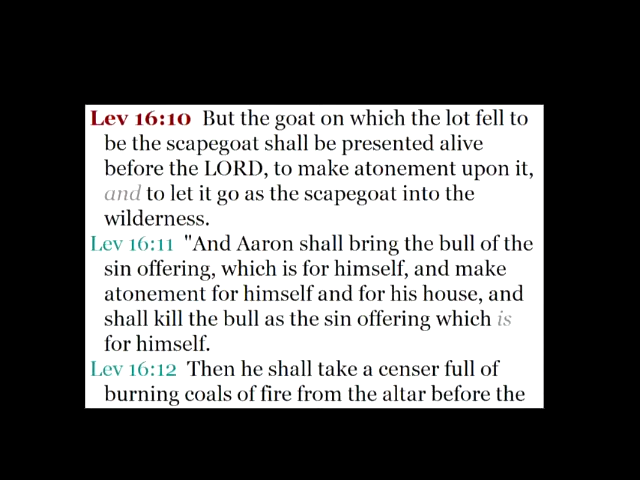 Lev 16:10 But the goat on which the lot fell to
be the scapegoat shall be presented alive
before the LORD, to make atonement upon it,
and to let it go as the scapegoat into the
wilderness.
Lev 16:11 "And Aaron shall bring the bull of the
sin offering, which is for himself, and make
atonement for himself and for his house, and
shall kill the bull as the sin offering which is
for himself.
Lev 16:12 Then he shall take a censer full of
burning coals of fire from the altar before the